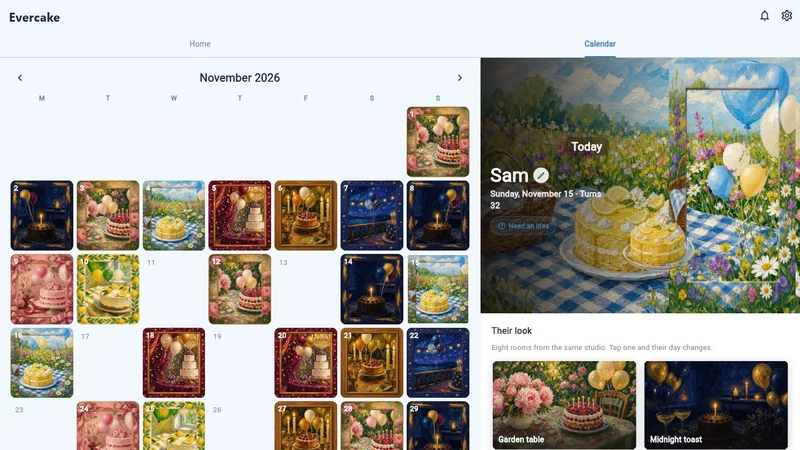 Evercake
Home
Calendar
November 2026
M T W T F S S
1
2 3 4 5 6 7 8
9 10 11 12 13 14 15
16 17 18 19 20 21 22
23 24 25 26 27 28 29
Today
Sam
Sunday, November 15 · Turns
32
Need an idea
Their look
Eight rooms from the same studio. Tap one and their day changes.
Garden table
Midnight toast